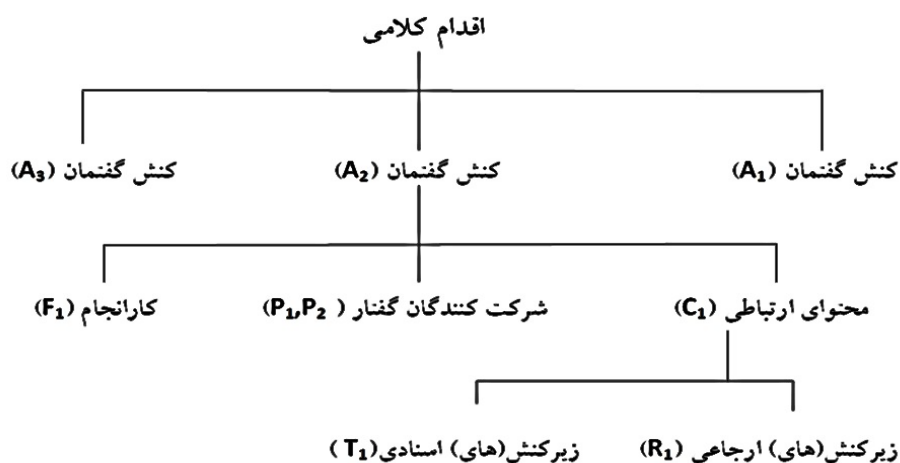 اقدام کلامی
کنش گفتمان (A₁) کنش گفتمان (A₂) کنش گفتمان (A₃)
محتوای ارتباطی (C₁) شرکت کنندگان گفتار ( P₁,P₂) کارانجام (F₁)
زیرکنش(های) ارجاعی (R₁) زیرکنش(های) اسنادی(T₁ )